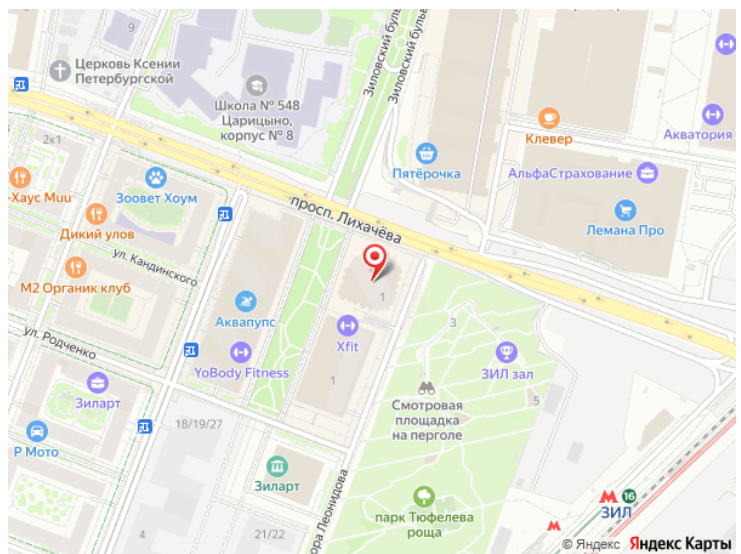 Церковь Ксении
Петербургской
9
Школа № 548
Царицыно,
корпус № 8
Зиловский бульв
Зиловский бульвар
Клевер
Акватория
Пятёрочка
АльфаСтрахование
Лемана Про
2к1
-Хаус Muu
Зоовет Хоум
Дикий улов
ул. Кандинского
М2 Органик клуб
просп. Лихачёва
1
Аквапупс
ул. Родченко
YoBody Fitness
Xfit
3
ЗИЛ зал
5
Зиларт
1
Смотровая
площадка
на перголе
18/19/27
Р Мото
Зиларт
ора Леонидова
парк Тюфелева
роща
4
21/22
16
ЗИЛ
© Яндекс Яндекс Карты